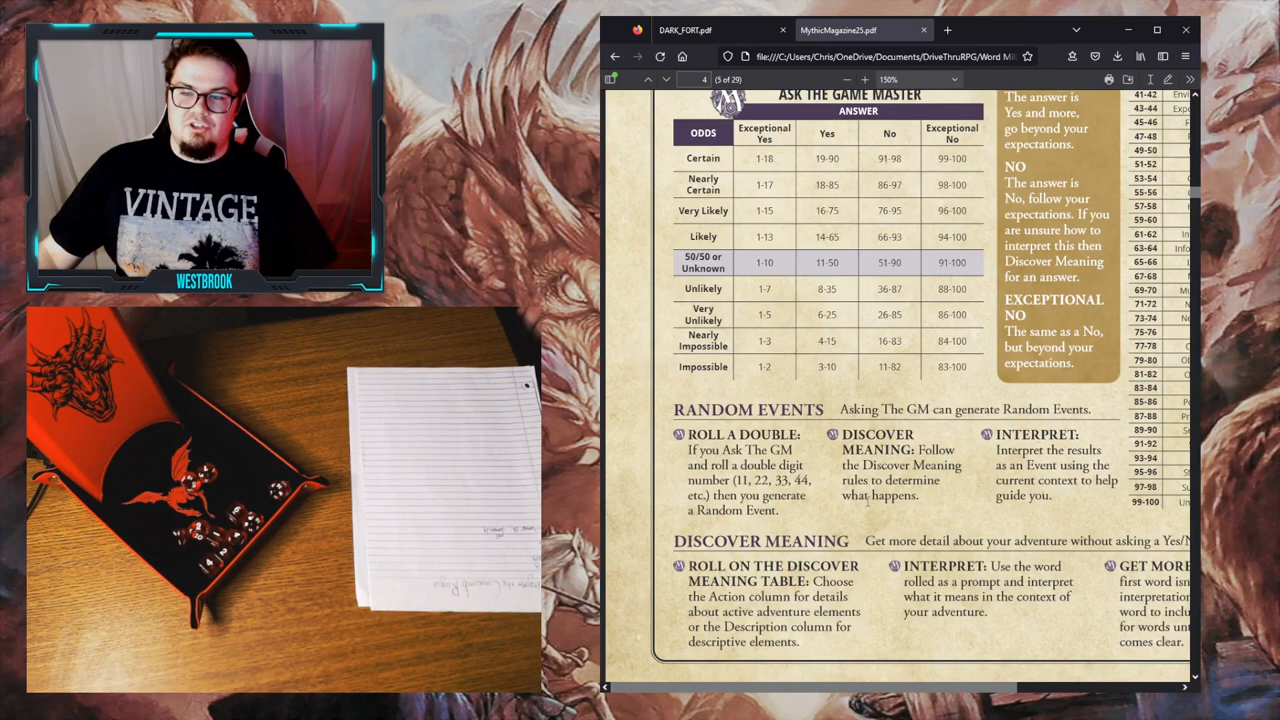 VINTAGE
WESTBROOK
DARK_FORT.pdf
MythicMagazine25.pdf
file:///C:/Users/Chris/OneDrive/Documents/DriveThruRPG/Word Mi
4
(5 of 29)
150%
ASK THE GAME MASTER
ANSWER
ODDS Exceptional Yes Yes No Exceptional No
Certain 1-18 19-90 91-98 99-100
Nearly Certain 1-17 18-85 86-97 98-100
Very Likely 1-15 16-75 76-95 96-100
Likely 1-13 14-65 66-93 94-100
50/50 or Unknown 1-10 11-50 51-90 91-100
Unlikely 1-7 8-35 36-87 88-100
Very Unlikely 1-5 6-25 26-85 86-100
Nearly Impossible 1-3 4-15 16-83 84-100
Impossible 1-2 3-10 11-82 83-100
The answer is
Yes and more,
go beyond your
expectations.
NO
The answer is
No, follow your
expectations. If you
are unsure how to
interpret this then
Discover Meaning
for an answer.
EXCEPTIONAL
NO
The same as a No,
but beyond your
expectations.
41-42 Envi
43-44 Expe
45-46 F
47-48
49-50
51-52
53-54
55-56
57-58
59-60
61-62 In
63-64 Info
65-66 L
67-68
69-70 Mu
71-72 N
73-74 Ne
75-76
77-78
79-80 Ob
81-82 O
83-84
85-86 Pe
87-88 Pr
89-90 Se
91-92
93-94
95-96 St
97-98 Su
99-100 Un
RANDOM EVENTS Asking The GM can generate Random Events.
ROLL A DOUBLE:
If you Ask The GM
and roll a double digit
number (11, 22, 33, 44,
etc.) then you generate
a Random Event.
DISCOVER
MEANING: Follow
the Discover Meaning
rules to determine
what happens.
INTERPRET:
Interpret the results
as an Event using the
current context to help
guide you.
DISCOVER MEANING Get more detail about your adventure without asking a Yes/N
ROLL ON THE DISCOVER
MEANING TABLE: Choose
the Action column for details
about active adventure elements
or the Description column for
descriptive elements.
INTERPRET: Use the word
rolled as a prompt and interpret
what it means in the context of
your adventure.
GET MORE
first word isn
interpretation
word to inclu
for words unt
comes clear.